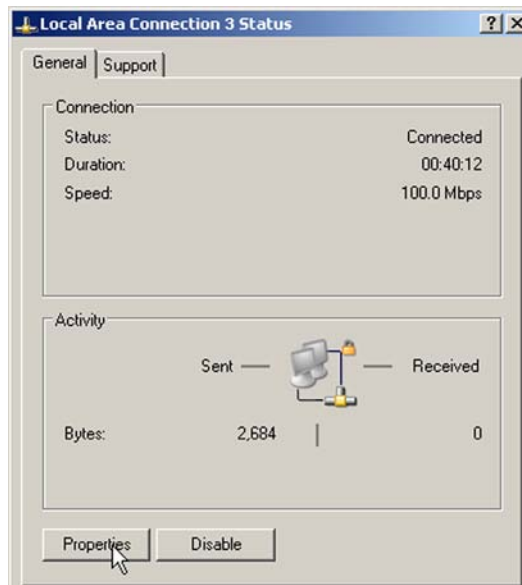 Local Area Connection 3 Status
General Support
Connection
Status: Connected
Duration: 00:40:12
Speed: 100.0 Mbps
Activity
Sent Received
Bytes: 2,684 0
Properties Disable